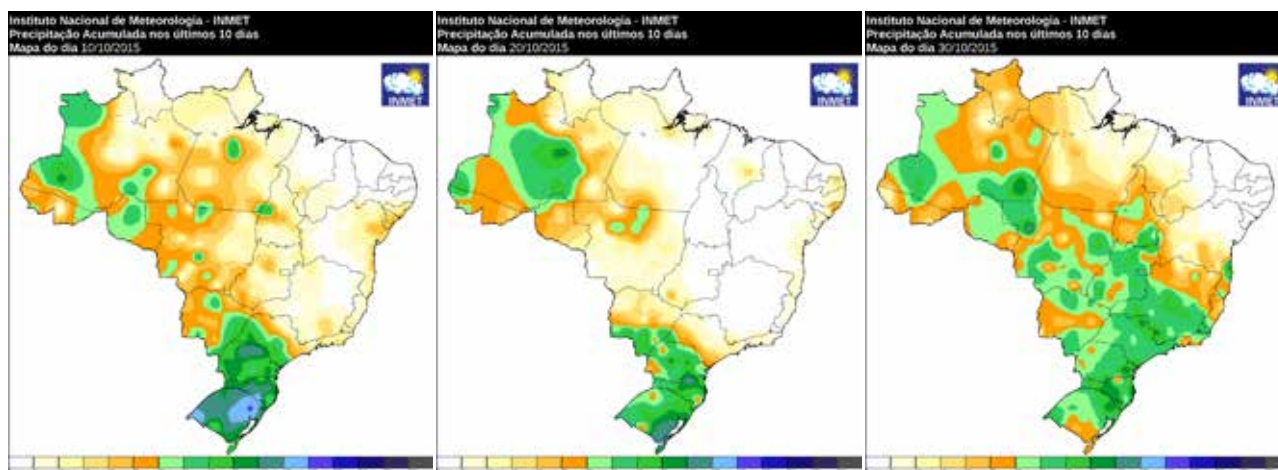 Instituto Nacional de Meteorologia - INMET
Precipitação Acumulada nos últimos 10 dias
Mapa do dia 10/10/2015
INMET
Instituto Nacional de Meteorologia - INMET
Precipitação Acumulada nos últimos 10 dias
Mapa do dia 20/10/2015
INMET
Instituto Nacional de Meteorologia - INMET
Precipitação Acumulada nos últimos 10 dias
Mapa do dia 30/10/2015
INMET